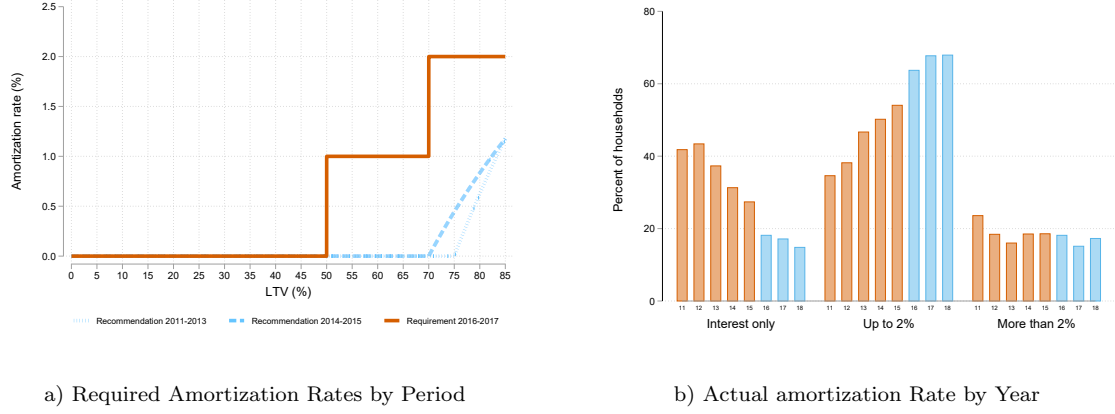 2.5
2.0
1.5
1.0
0.5
0.0
Amortization rate (%)
0 5 10 15 20 25 30 35 40 45 50 55 60 65 70 75 80 85
LTV (%)
Recommendation 2011-2013 Recommendation 2014-2015 Requirement 2016-2017
a) Required Amortization Rates by Period
80
60
40
20
0
Percent of households
11 12 13 14 15 16 17 18 11 12 13 14 15 16 17 18 11 12 13 14 15 16 17 18
Interest only Up to 2% More than 2%
b) Actual amortization Rate by Year